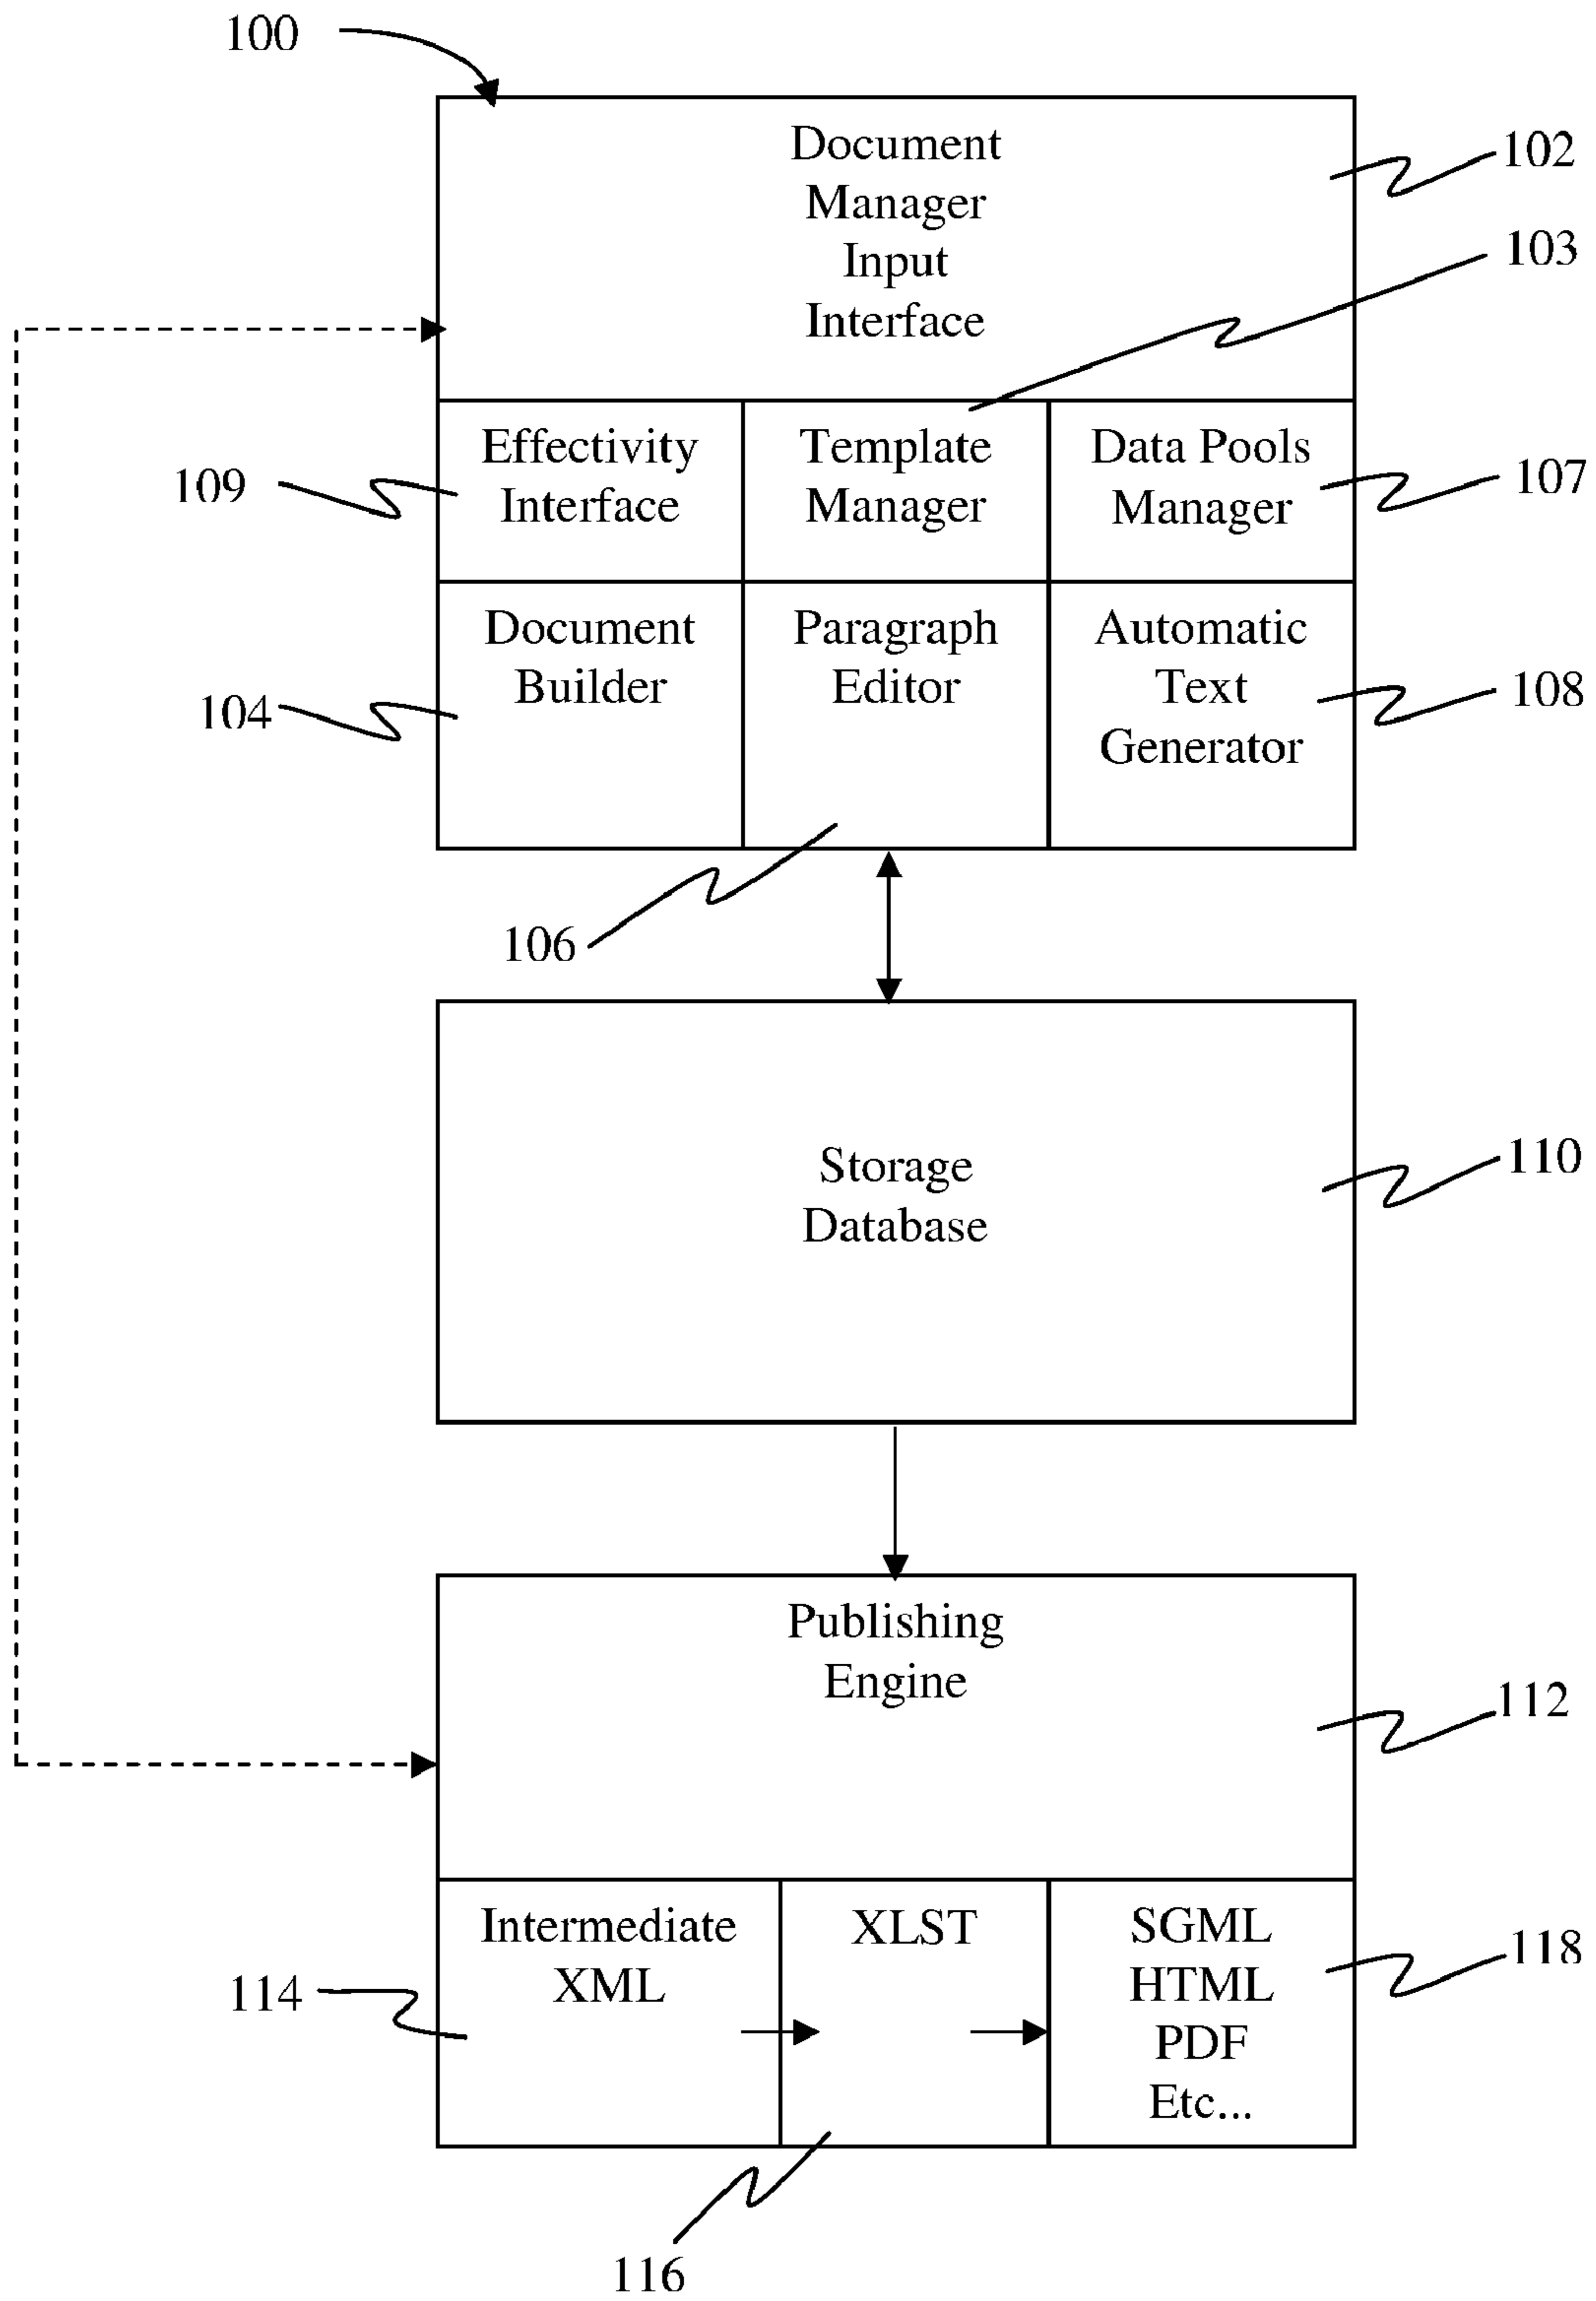 100
Document
Manager
Input
Interface
102
103
Effectivity
Interface
Template
Manager
Data Pools
Manager
109
107
Document
Builder
Paragraph
Editor
Automatic
Text
Generator
104
108
106
Storage
Database
110
Publishing
Engine
112
Intermediate
XML
XLST
SGML
HTML
PDF
Etc...
114
118
116